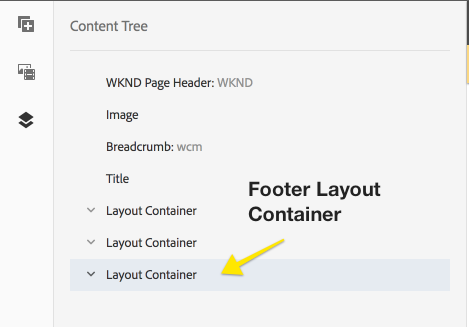 Content Tree
WKND Page Header: WKND
Image
Breadcrumb: wcm
Title
Footer Layout
Container
Layout Container
Layout Container
Layout Container